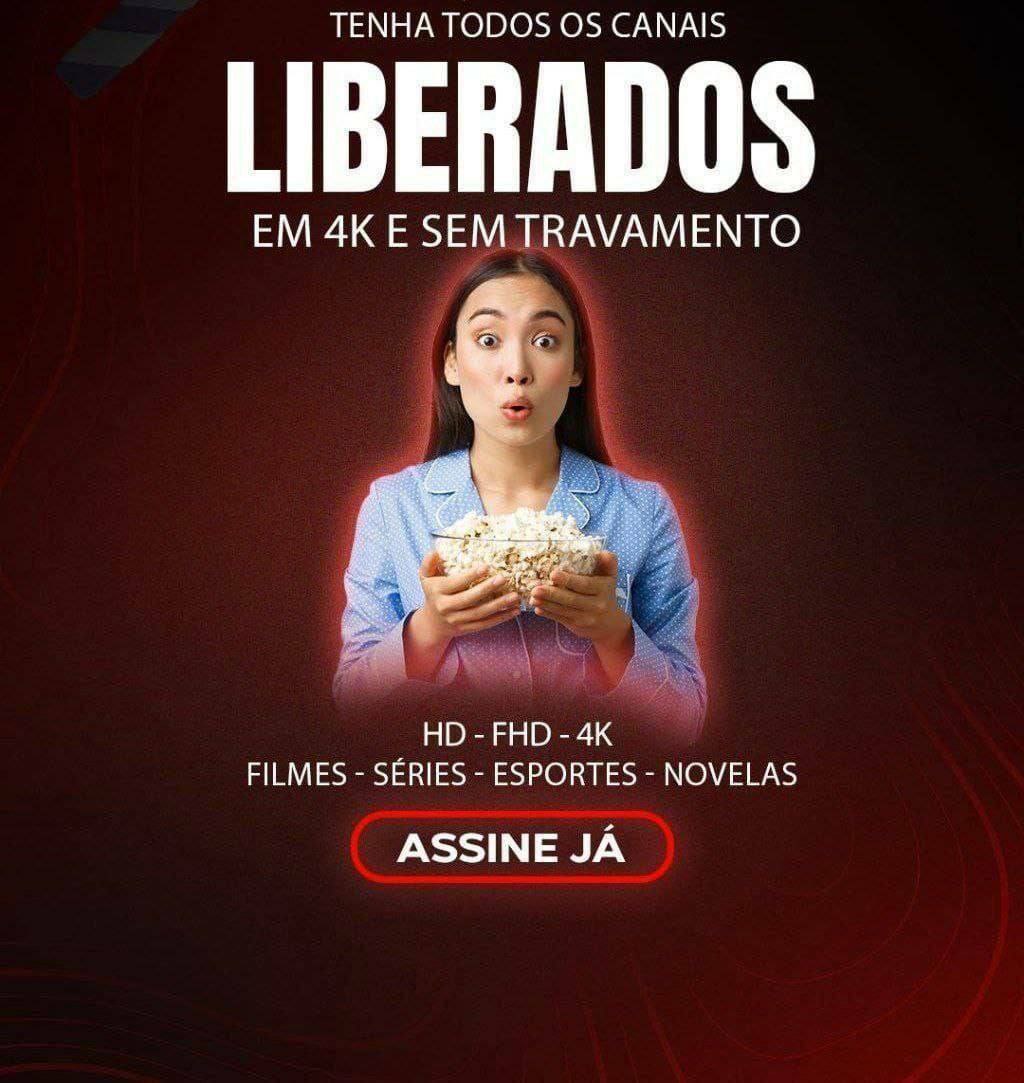 TENHA TODOS OS CANAIS
LIBERADOS
EM 4K E SEM TRAVAMENTO
HD - FHD - 4K
FILMES - SÉRIES - ESPORTES - NOVELAS
ASSINE JÁ